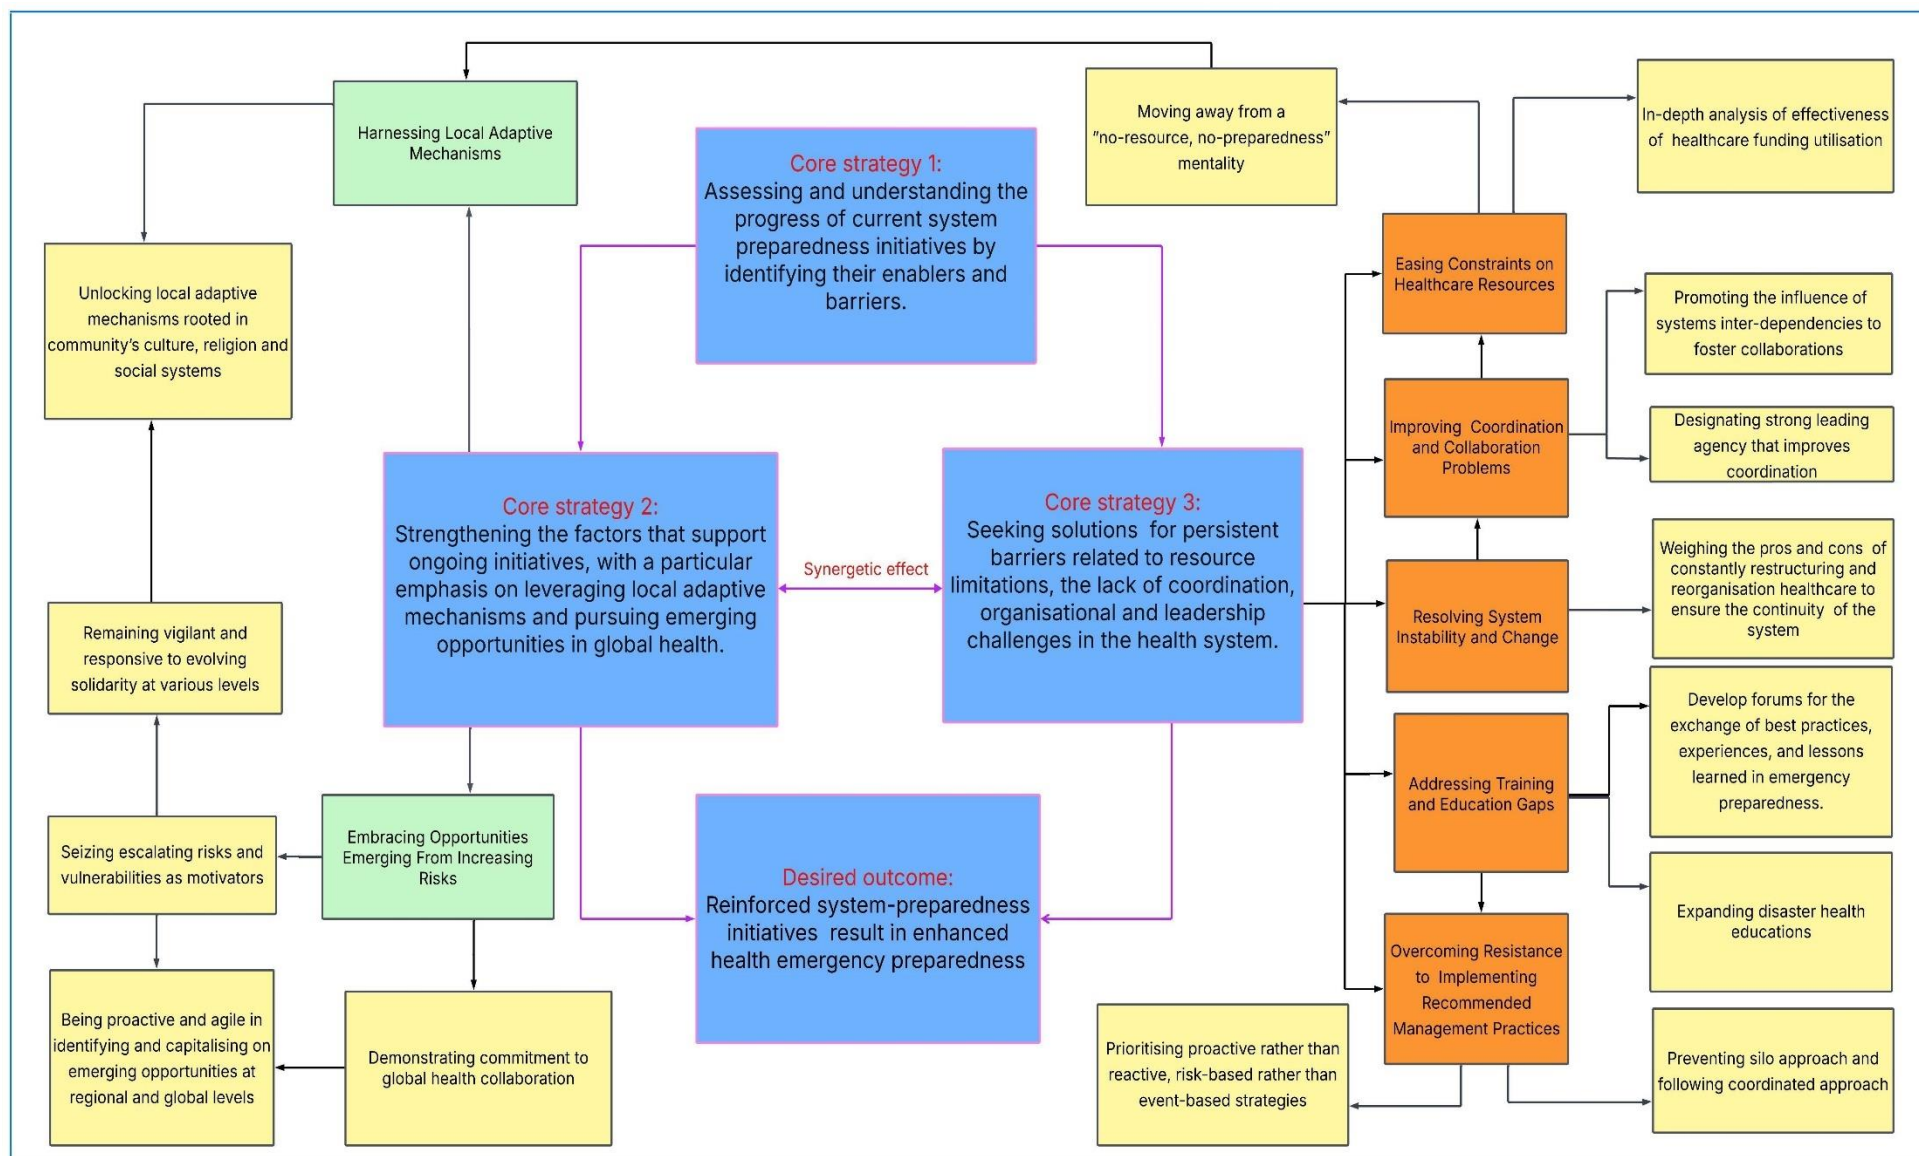 Harnessing Local Adaptive
Mechanisms
Moving away from a
"no-resource, no-preparedness"
mentality
In-depth analysis of effectiveness
of healthcare funding utilisation
Core strategy 1:
Assessing and understanding the
progress of current system
preparedness initiatives by
identifying their enablers and
barriers.
Unlocking local adaptive
mechanisms rooted in
community's culture, religion and
social systems
Easing Constraints on
Healthcare Resources
Promoting the influence of
systems inter-dependencies to
foster collaborations
Improving Coordination
and Collaboration
Problems
Designating strong leading
agency that improves
coordination
Core strategy 2:
Strengthening the factors that support
ongoing initiatives, with a particular
emphasis on leveraging local adaptive
mechanisms and pursuing emerging
opportunities in global health.
Synergetic effect
Core strategy 3:
Seeking solutions for persistent
barriers related to resource
limitations, the lack of coordination,
organisational and leadership
challenges in the health system.
Resolving System
Instability and Change
Weighing the pros and cons of
constantly restructuring and
reorganisation healthcare to
ensure the continuity of the
system
Remaining vigilant and
responsive to evolving
solidarity at various levels
Develop forums for the
exchange of best practices,
experiences, and lessons
learned in emergency
preparedness.
Addressing Training
and Education Gaps
Seizing escalating risks and
vulnerabilities as motivators
Embracing Opportunities
Emerging From Increasing
Risks
Desired outcome:
Reinforced system-preparedness
initiatives result in enhanced
health emergency preparedness
Expanding disaster health
educations
Overcoming Resistance
to Implementing
Recommended
Management Practices
Being proactive and agile in
identifying and capitalising on
emerging opportunities at
regional and global levels
Demonstrating commitment to
global health collaboration
Prioritising proactive rather than
reactive, risk-based rather than
event-based strategies
Preventing silo approach and
following coordinated approach